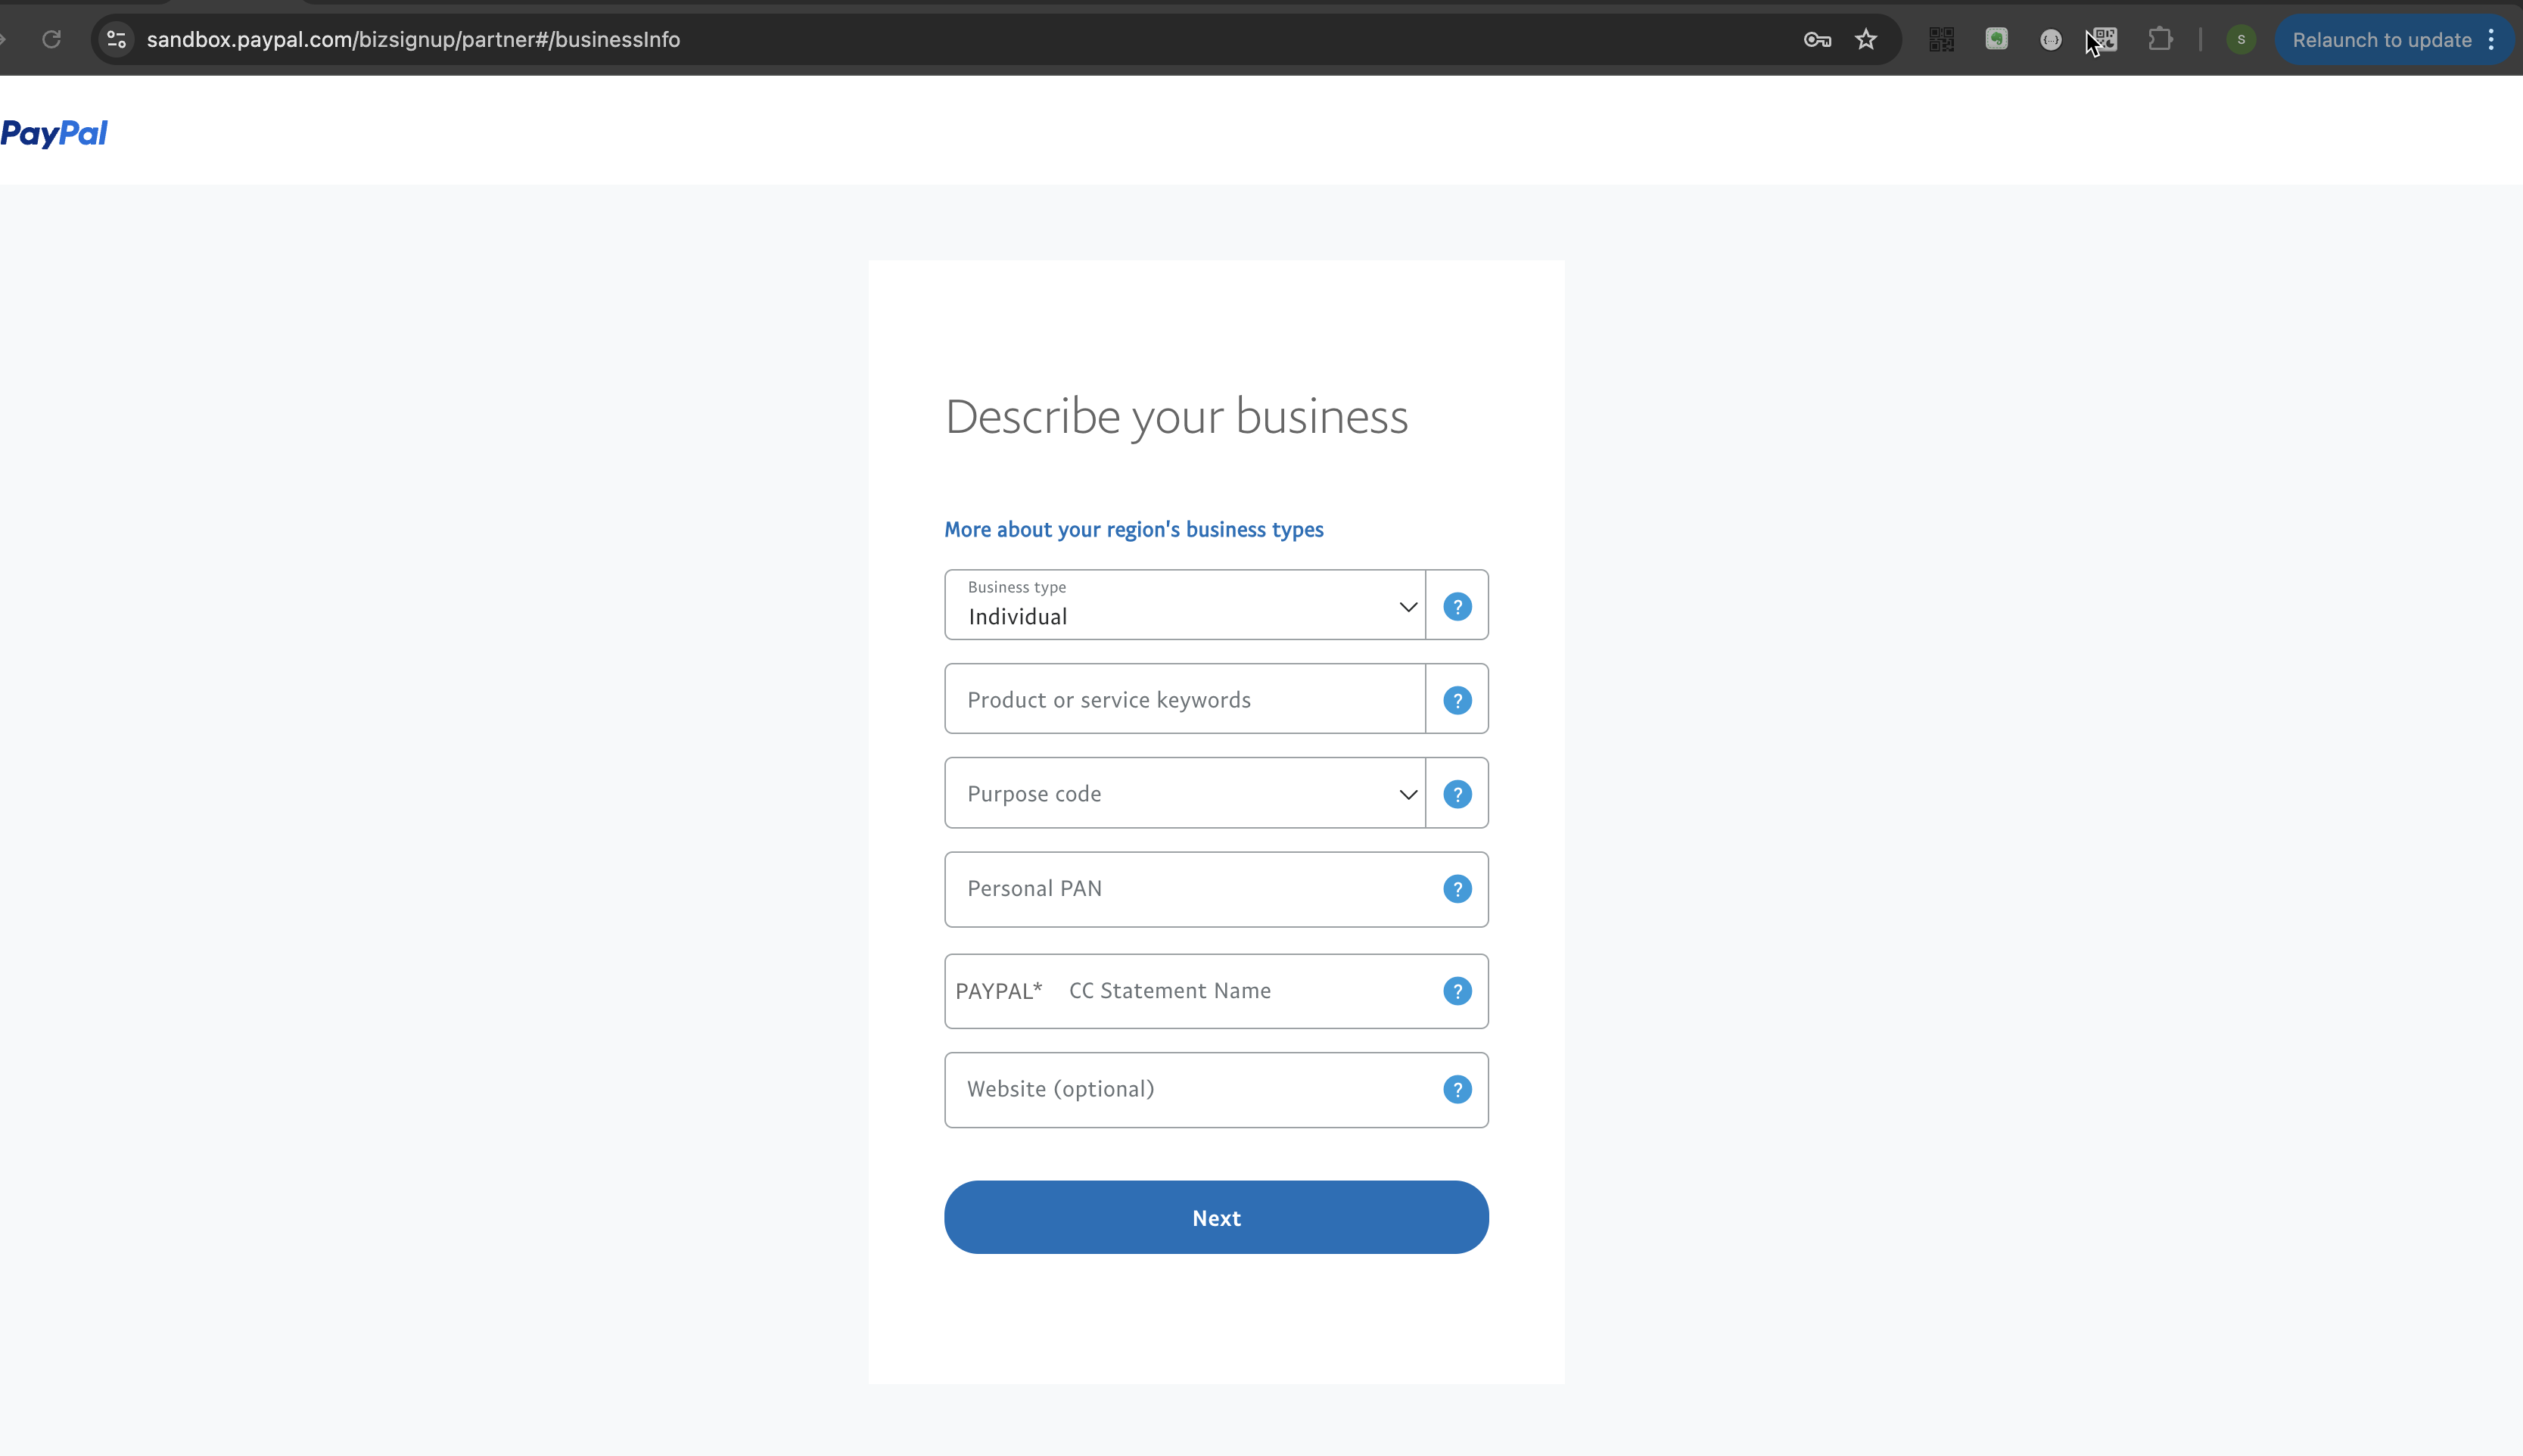 sandbox.paypal.com/bizsignup/partner#/businessInfo
S
Relaunch to update
PayPal
Describe your business
More about your region's business types
Business type
Individual
?
Product or service keywords
?
Purpose code
?
Personal PAN
?
PAYPAL* CC Statement Name
?
Website (optional)
?
Next